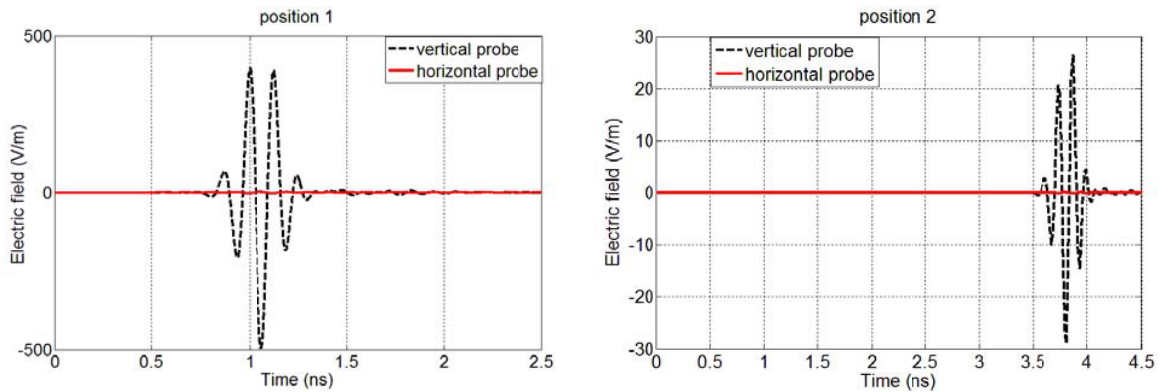 position 1
500
0
-500
Electric field (V/m)
vertical probe
horizontal probe
0 0.5 1 1.5 2 2.5
Time (ns)
position 2
30
20
10
0
-10
-20
-30
Electric field (V/m)
vertical probe
horizontal probe
0 0.5 1 1.5 2 2.5 3 3.5 4 4.5
Time (ns)